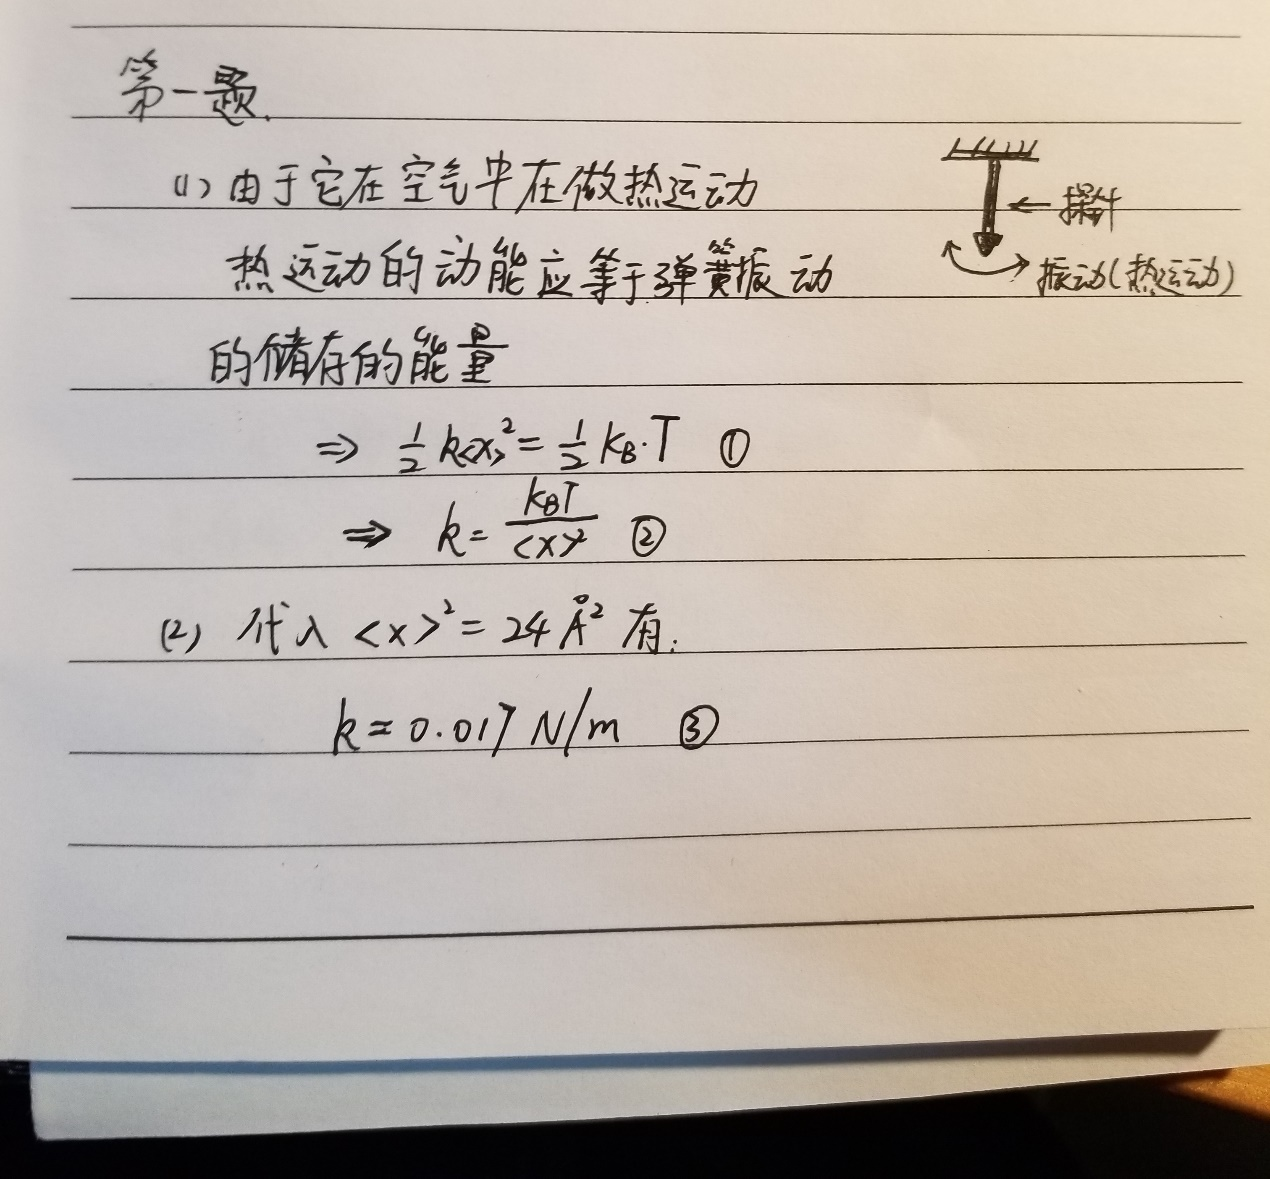 第一题.
(1) 由于它在空气中在做热运动
热运动的动能应等于弹簧振动
的储存的能量
⇒ 1/2 k<x>² = 1/2 k_B·T ①
⇒ k = k_BT/<x>² ②
(2) 代入 <x>² = 24 Å² 有:
k ≈ 0.017 N/m ③
← 探针
振动(热运动)